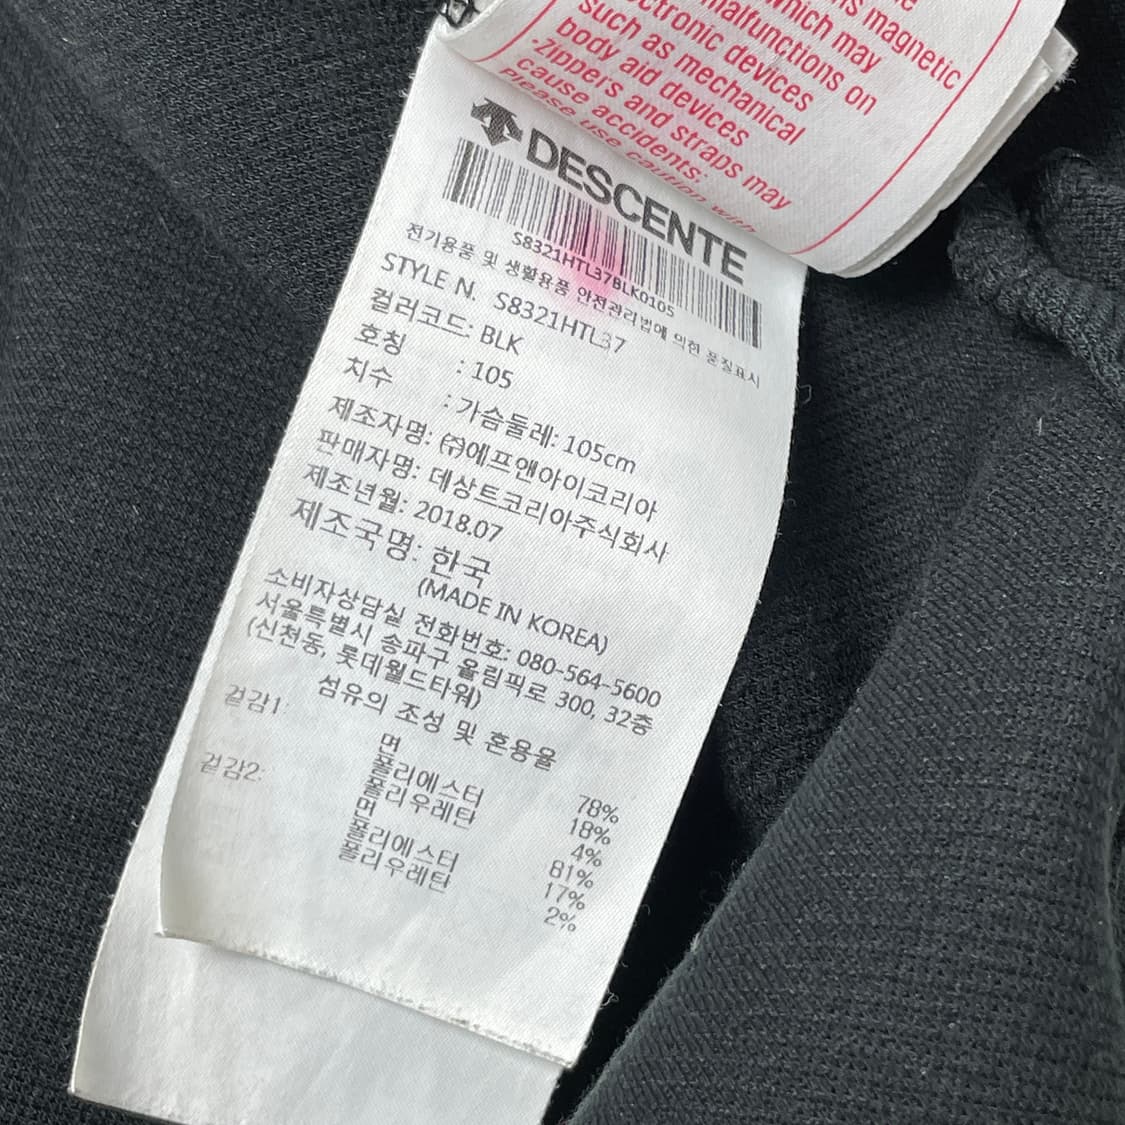 magnetic
which may
malfunctions on
ctronic devices
such as mechanical
body aid devices
·Zippers and straps may
cause accidents;
Please use caution with
DESCENTE
S8321HTL37BLK0105
전기용품 및 생활용품 안전관리법에 의한 품질표시
STYLE N. S8321HTL37
컬러코드: BLK
호칭 : 105
치수 : 가슴둘레: 105cm
제조자명: ㈜에프앤아이코리아
판매자명: 데상트코리아주식회사
제조년월: 2018.07
제조국명: 한국
(MADE IN KOREA)
소비자상담실 전화번호: 080-564-5600
서울특별시 송파구 올림픽로 300, 32층
(신천동, 롯데월드타워)
섬유의 조성 및 혼용율
겉감1: 면 78%
폴리에스터 18%
폴리우레탄 4%
겉감2: 면 81%
폴리에스터 17%
폴리우레탄 2%